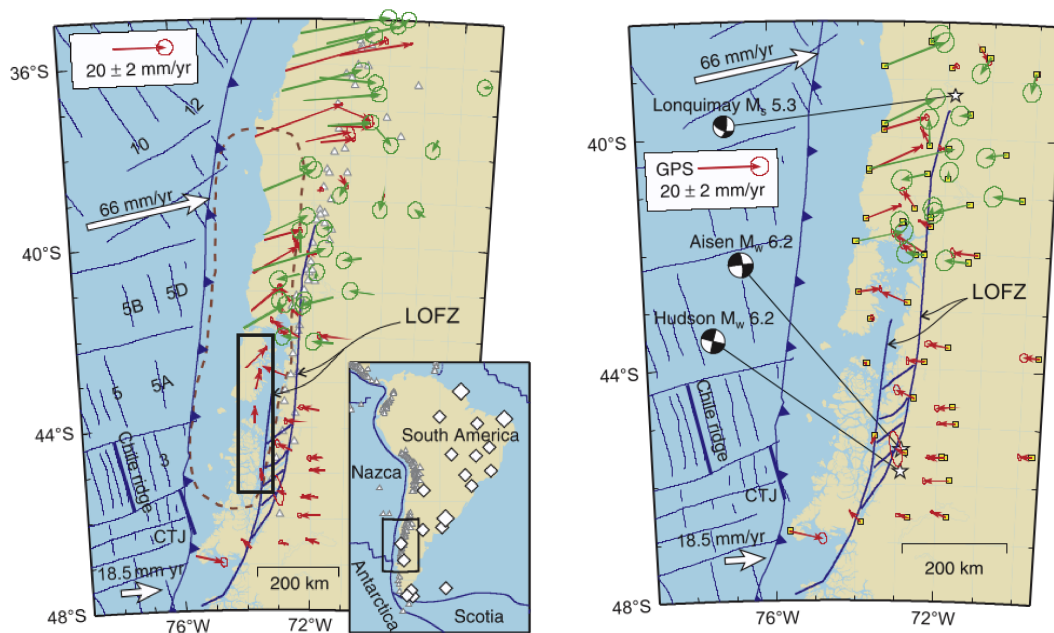 36°S
40°S
44°S
48°S
76°W
72°W
20 ± 2 mm/yr
12
10
66 mm/yr
5B
5D
5
5A
3
Chile ridge
CTJ
18.5 mm yr
LOFZ
200 km
South America
Nazca
Antarctica
Scotia
66 mm/yr
Lonquimay Ms 5.3
40°S
GPS
20 ± 2 mm/yr
Aisen Mw 6.2
Hudson Mw 6.2
LOFZ
44°S
Chile ridge
CTJ
18.5 mm/yr
200 km
48°S
76°W
72°W